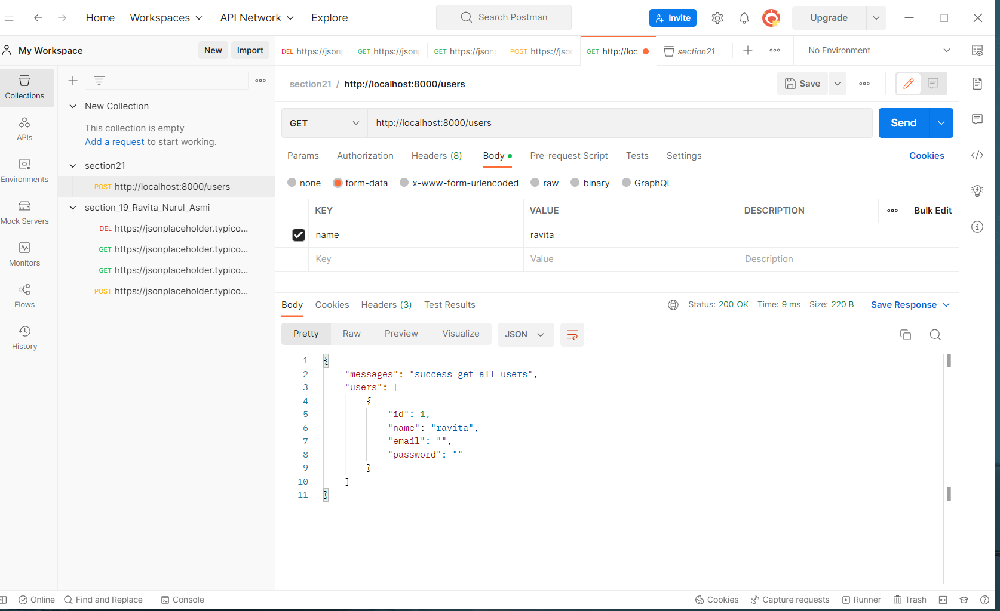 Home Workspaces API Network Explore Search Postman Invite Upgrade
My Workspace New Import
DEL https://jsonp GET https://jsonp GET https://jsonp POST https://jso GET http://loc section21 No Environment
Collections
APIs
Environments
Mock Servers
Monitors
Flows
History
New Collection
This collection is empty
Add a request to start working.
section21
POST http://localhost:8000/users
section_19_Ravita_Nurul_Asmi
DEL https://jsonplaceholder.typico...
GET https://jsonplaceholder.typico...
GET https://jsonplaceholder.typico...
POST https://jsonplaceholder.typico...
section21 / http://localhost:8000/users Save
GET http://localhost:8000/users Send
Params Authorization Headers (8) Body Pre-request Script Tests Settings Cookies
none form-data x-www-form-urlencoded raw binary GraphQL
KEY VALUE DESCRIPTION Bulk Edit
name ravita
Key Value Description
Body Cookies Headers (3) Test Results Status: 200 OK Time: 9 ms Size: 220 B Save Response
Pretty Raw Preview Visualize JSON
1 {
2 "messages": "success get all users",
3 "users": [
4 {
5 "id": 1,
6 "name": "ravita",
7 "email": "",
8 "password": ""
9 }
10 ]
11 }
Online Find and Replace Console Cookies Capture requests Runner Trash